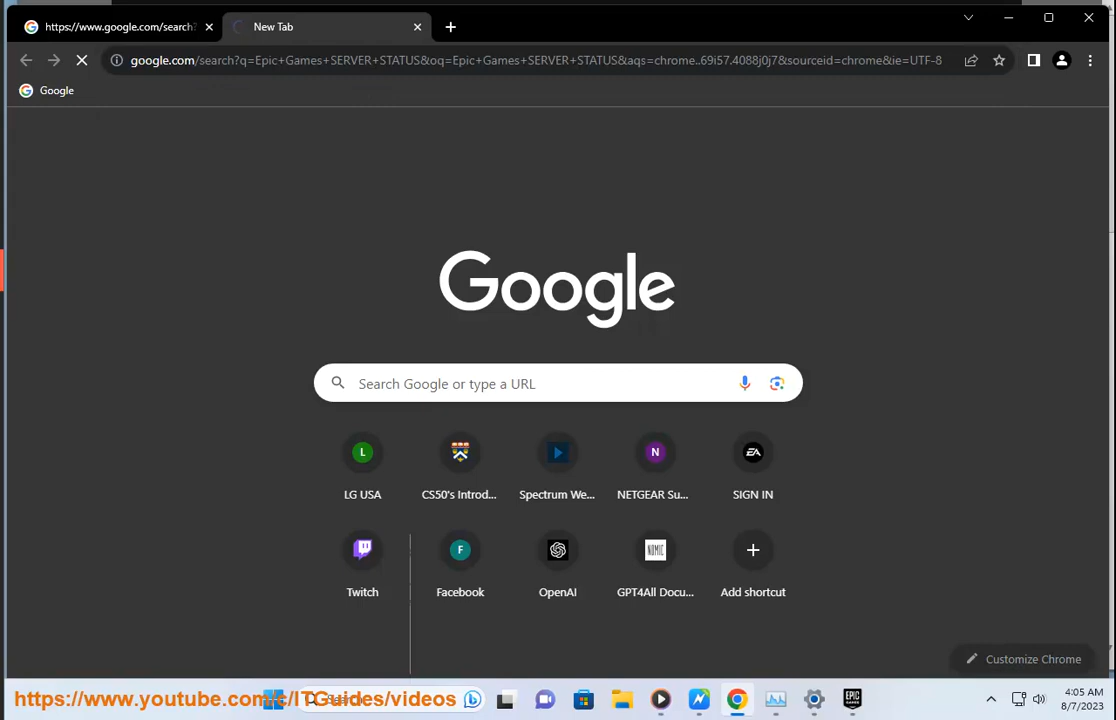 https://www.google.com/search?
New Tab
google.com/search?q=Epic+Games+SERVER+STATUS&oq=Epic+Games+SERVER+STATUS&aqs=chrome..69i57.4088j0j7&sourceid=chrome&ie=UTF-8
Google
Google
Search Google or type a URL
L
N
EA
LG USA
CS50's Introd...
Spectrum We...
NETGEAR Su...
SIGN IN
F
NOMIC
Twitch
Facebook
OpenAI
GPT4All Docu...
Add shortcut
Customize Chrome
https://www.youtube.com/c/ITGuides/videos
EPIC GAMES
4:05 AM
8/7/2023